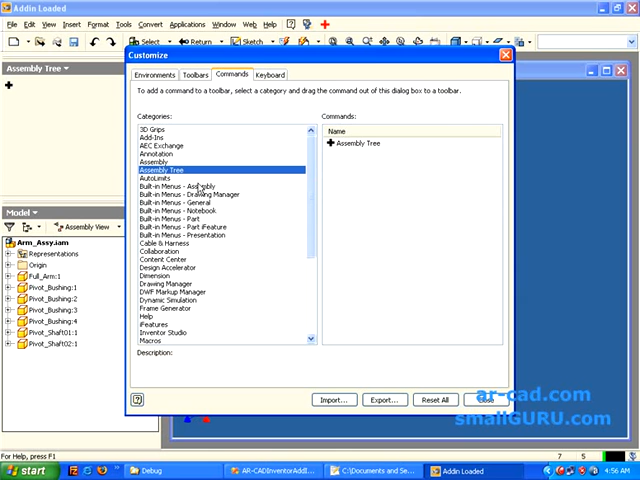 Addin Loaded
File Edit View Insert Format Tools Convert Applications Window Web Help
Select Return Sketch
Assembly Tree
Customize
Environments Toolbars Commands Keyboard
To add a command to a toolbar, select a category and drag the command out of this dialog box to a toolbar.
Categories:
3D Grips
Add-Ins
AEC Exchange
Annotation
Assembly
Assembly Tree
AutoLimits
Built-in Menus - Assembly
Built-in Menus - Drawing Manager
Built-in Menus - General
Built-in Menus - Notebook
Built-in Menus - Part
Built-in Menus - Part iFeature
Built-in Menus - Presentation
Cable & Harness
Collaboration
Content Center
Design Accelerator
Dimension
Drawing Manager
DWF Markup Manager
Dynamic Simulation
Frame Generator
Help
iFeatures
Inventor Studio
Macros
Commands:
Name
Assembly Tree
Description:
Import... Export... Reset All Close
Model
Assembly View
Arm_Assy.iam
Representations
Origin
Full_Arm:1
Pivot_Bushing:1
Pivot_Bushing:2
Pivot_Bushing:3
Pivot_Bushing:4
Pivot_Shaft01:1
Pivot_Shaft02:1
ar-cad.com
smallGURU.com
For Help, press F1
7 5
start
Debug
AR-CADInventorAddI...
C:\Documents and Se...
Addin Loaded
4:56 AM